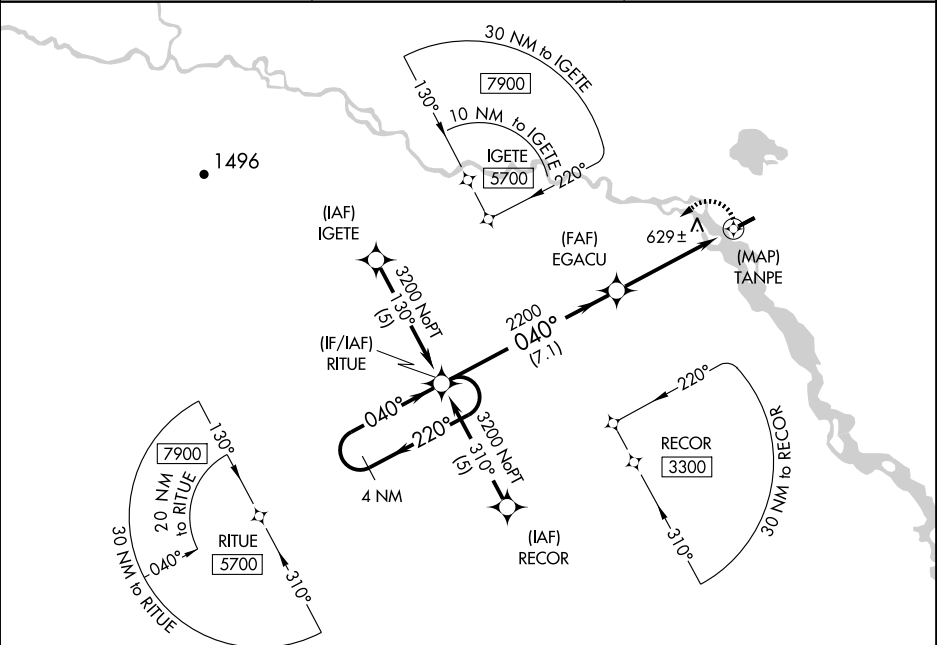 30 NM to IGETE
7900
130°
10 NM to IGETE
IGETE
5700
220°
1496
(IAF)
IGETE
3200 NoPT
130°
(5)
(FAF)
EGACU
629±
(MAP)
TANPE
2200
040°
(7.1)
(IF/IAF)
RITUE
040°
220°
4 NM
3200 NoPT
310°
(5)
(IAF)
RECOR
220°
RECOR
3300
30 NM to RECOR
310°
130°
7900
20 NM
to RITUE
RITUE
5700
040°
30 NM to RITUE
310°